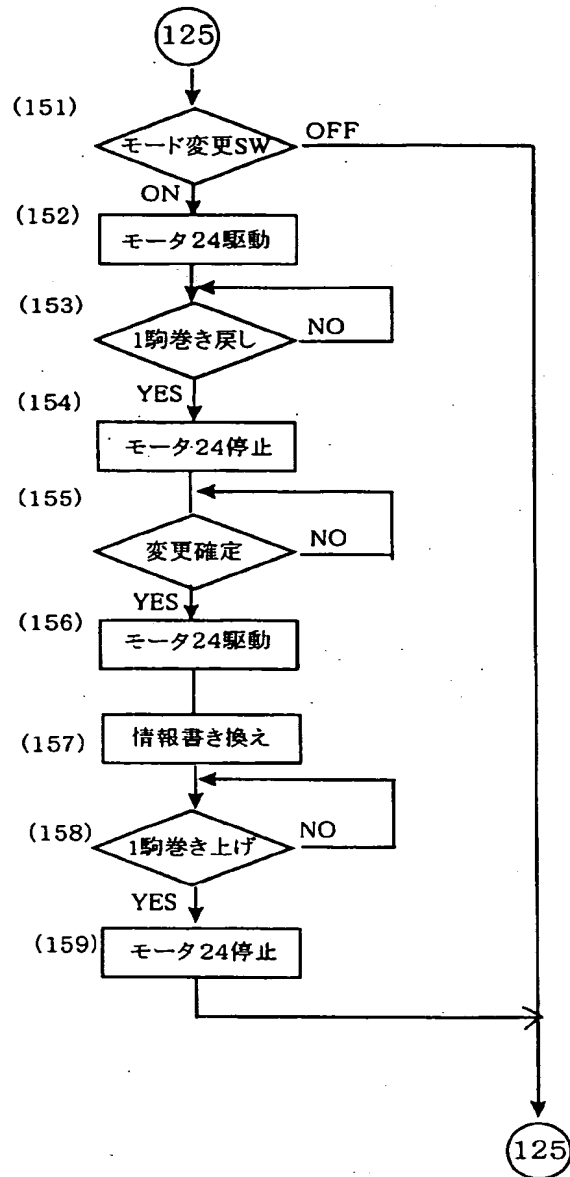 125
(151)
モード変更SW
OFF
ON
(152)
モータ24駆動
(153)
1駒巻き戻し
NO
YES
(154)
モータ24停止
(155)
変更確定
NO
YES
(156)
モータ24駆動
(157)
情報書き換え
(158)
1駒巻き上げ
NO
YES
(159)
モータ24停止
125